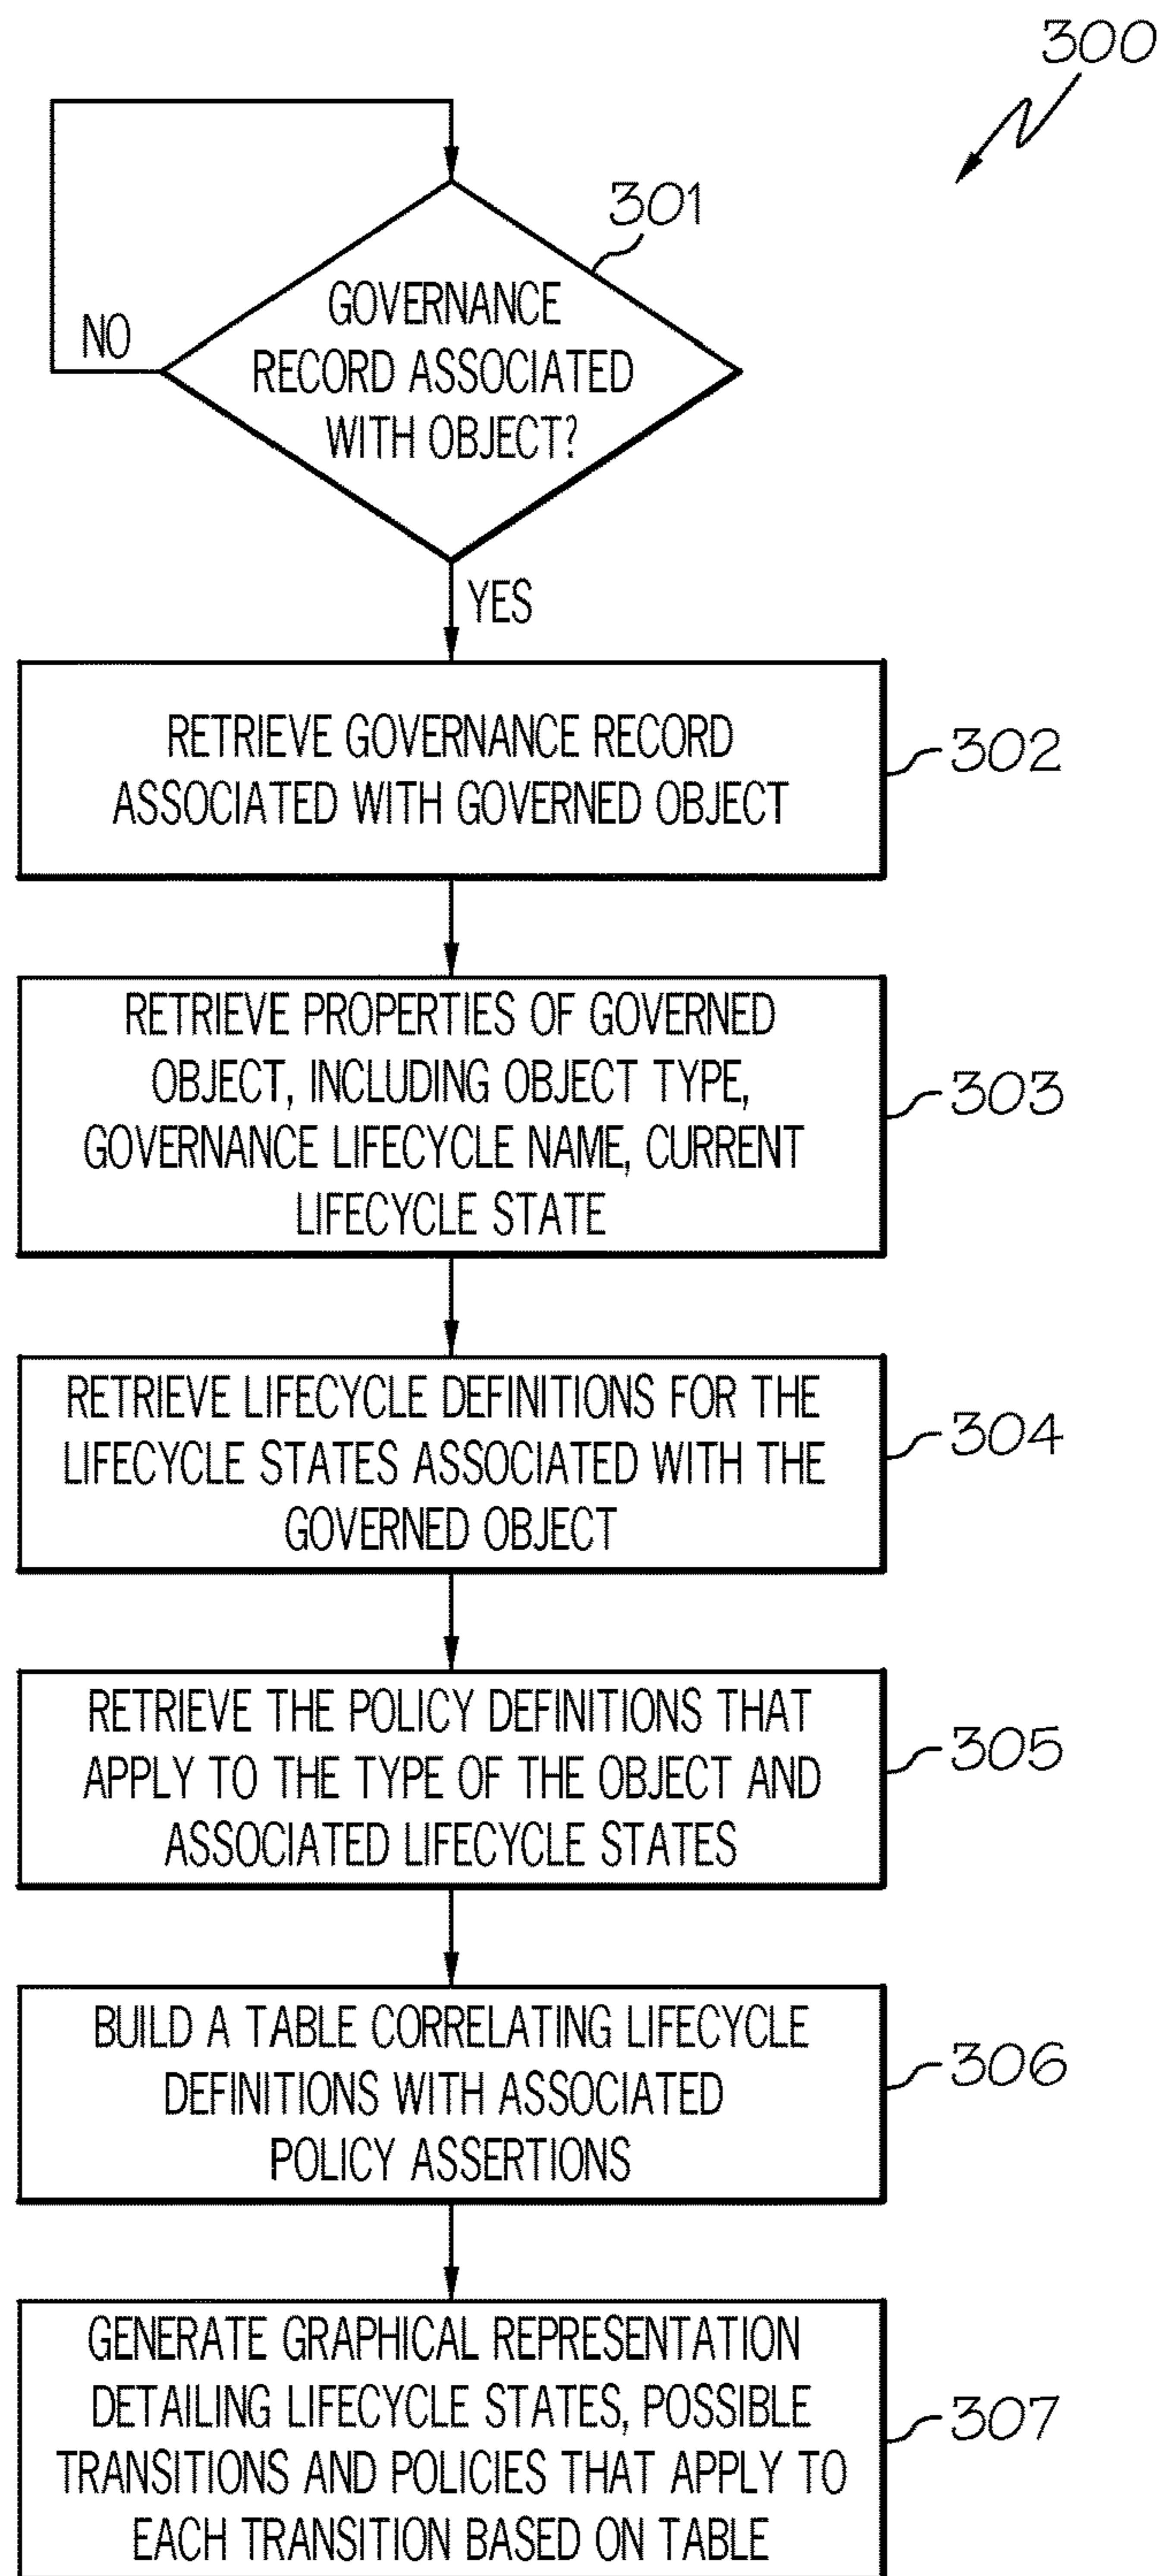 300
301
GOVERNANCE
RECORD ASSOCIATED
WITH OBJECT?
NO
YES
RETRIEVE GOVERNANCE RECORD
ASSOCIATED WITH GOVERNED OBJECT
302
RETRIEVE PROPERTIES OF GOVERNED
OBJECT, INCLUDING OBJECT TYPE,
GOVERNANCE LIFECYCLE NAME, CURRENT
LIFECYCLE STATE
303
RETRIEVE LIFECYCLE DEFINITIONS FOR THE
LIFECYCLE STATES ASSOCIATED WITH THE
GOVERNED OBJECT
304
RETRIEVE THE POLICY DEFINITIONS THAT
APPLY TO THE TYPE OF THE OBJECT AND
ASSOCIATED LIFECYCLE STATES
305
BUILD A TABLE CORRELATING LIFECYCLE
DEFINITIONS WITH ASSOCIATED
POLICY ASSERTIONS
306
GENERATE GRAPHICAL REPRESENTATION
DETAILING LIFECYCLE STATES, POSSIBLE
TRANSITIONS AND POLICIES THAT APPLY TO
EACH TRANSITION BASED ON TABLE
307